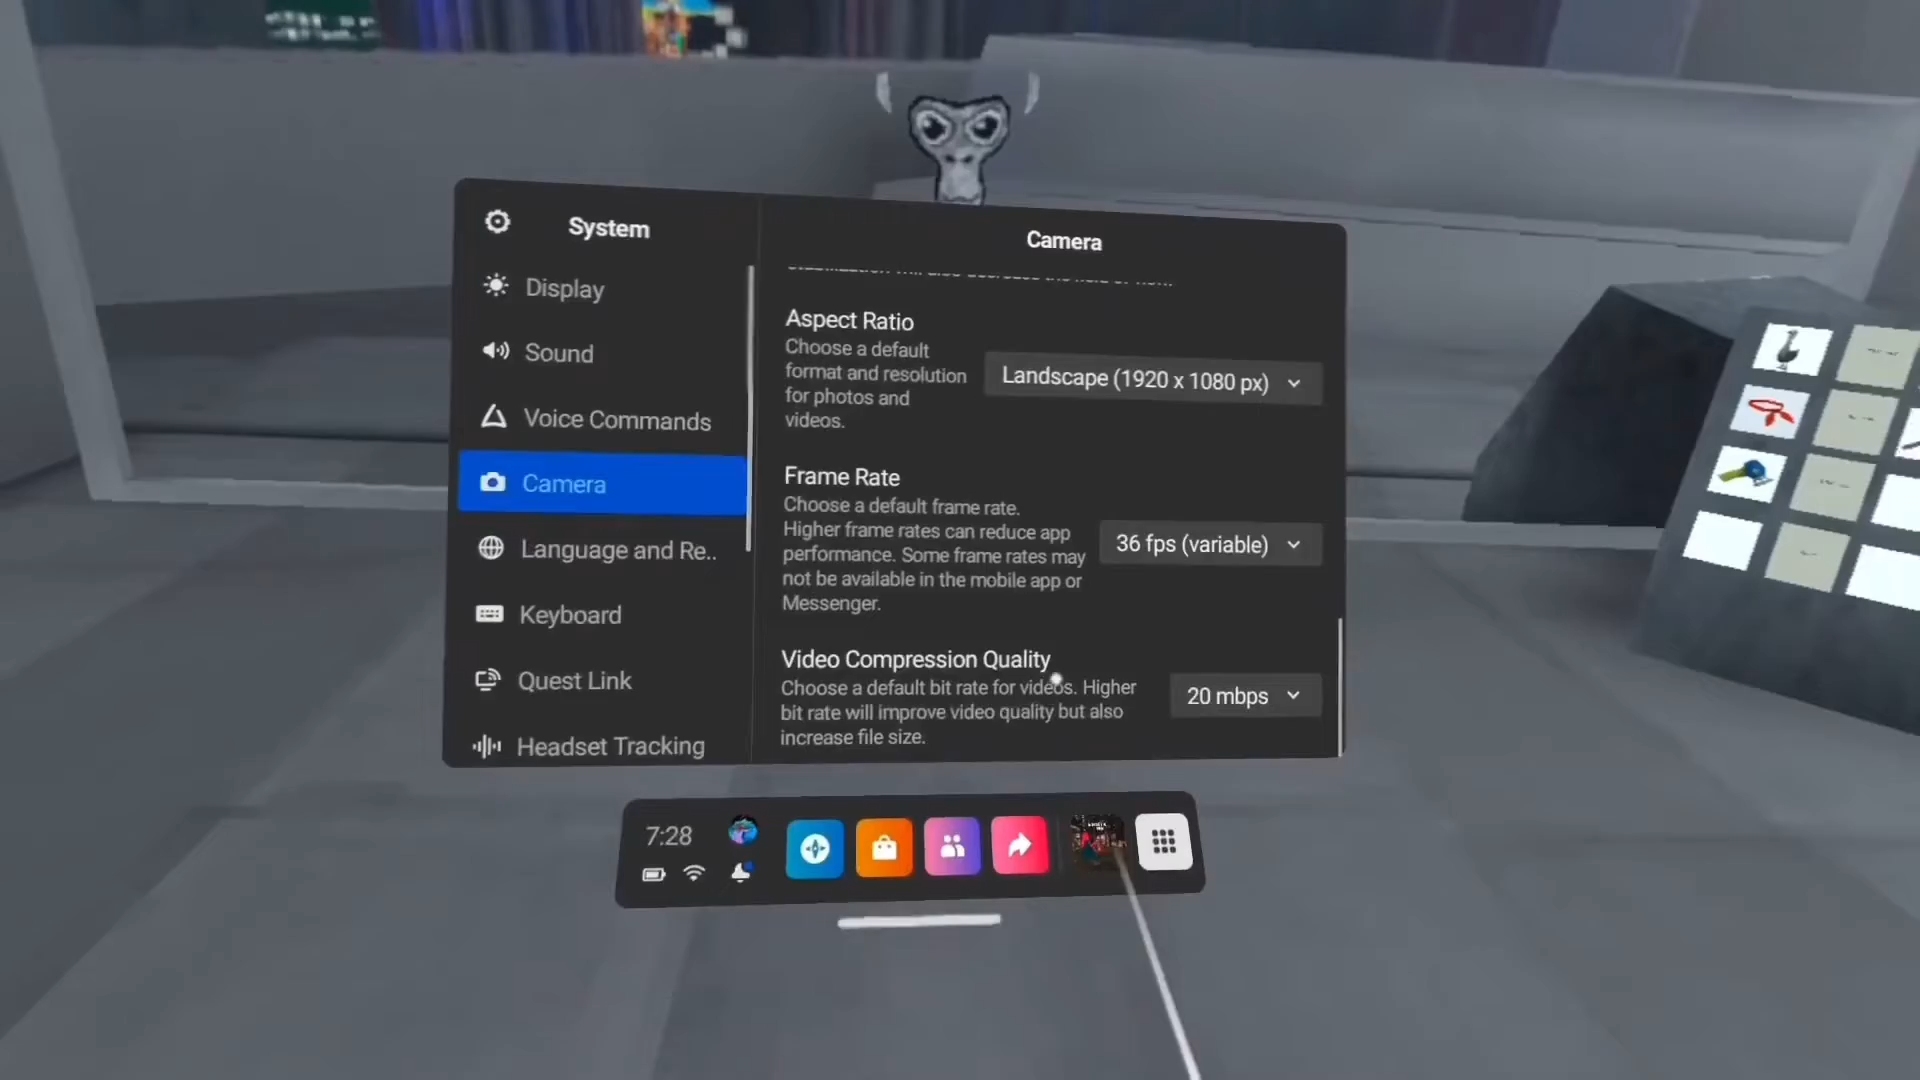 System
Display
Sound
Voice Commands
Camera
Language and Re..
Keyboard
Quest Link
Headset Tracking
Camera
Aspect Ratio
Choose a default
format and resolution
for photos and
videos.
Landscape (1920 x 1080 px)
Frame Rate
Choose a default frame rate.
Higher frame rates can reduce app
performance. Some frame rates may
not be available in the mobile app or
Messenger.
36 fps (variable)
Video Compression Quality
Choose a default bit rate for videos. Higher
bit rate will improve video quality but also
increase file size.
20 mbps
7:28